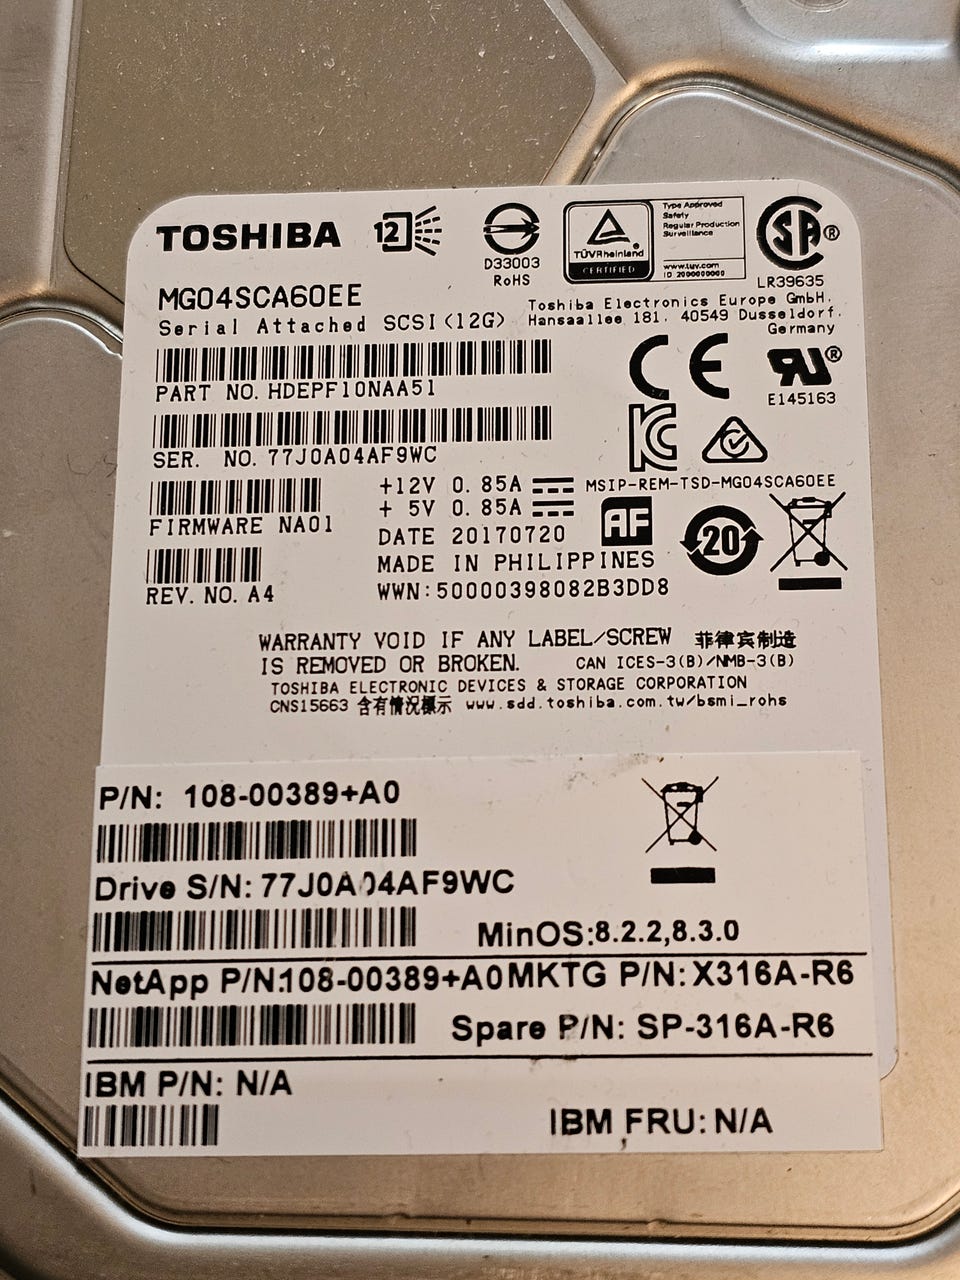 TOSHIBA
12
D33003
RoHS
TÜVRheinland
CERTIFIED
Type Approved
Safety
Regular Production
Surveillance
www.tuv.com
ID 2000000000
SA®
LR39635
MG04SCA60EE
Serial Attached SCSI (12G)
Toshiba Electronics Europe GmbH.
Hansaallee 181, 40549 Dusseldorf,
Germany
PART NO. HDEPF10NAA51
CE
RU®
E145163
SER. NO. 77J0A04AF9WC
KC
FIRMWARE NA01
+12V 0.85A
+ 5V 0.85A
MSIP-REM-TSD-MG04SCA60EE
DATE 20170720
AF
20
MADE IN PHILIPPINES
REV. NO. A4
WWN:50000398082B3DD8
WARRANTY VOID IF ANY LABEL/SCREW 菲律宾制造
IS REMOVED OR BROKEN. CAN ICES-3(B)/NMB-3(B)
TOSHIBA ELECTRONIC DEVICES & STORAGE CORPORATION
CNS15663 含有情況標示 www.sdd.toshiba.com.tw/bsmi_rohs
P/N: 108-00389+A0
Drive S/N: 77J0A04AF9WC
MinOS:8.2.2,8.3.0
NetApp P/N:108-00389+A0 MKTG P/N: X316A-R6
Spare P/N: SP-316A-R6
IBM P/N: N/A
IBM FRU: N/A